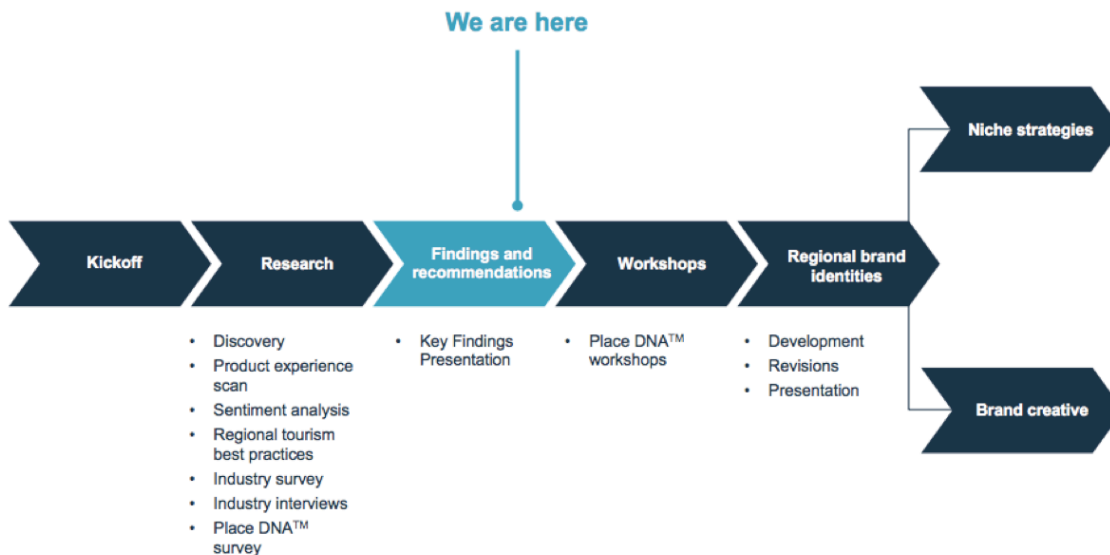 We are here
Niche strategies
Kickoff
Research
Findings and
recommendations
Workshops
Regional brand
identities
• Discovery
• Product experience
scan
• Sentiment analysis
• Regional tourism
best practices
• Industry survey
• Industry interviews
• Place DNA™
survey
• Key Findings
Presentation
• Place DNA™
workshops
• Development
• Revisions
• Presentation
Brand creative